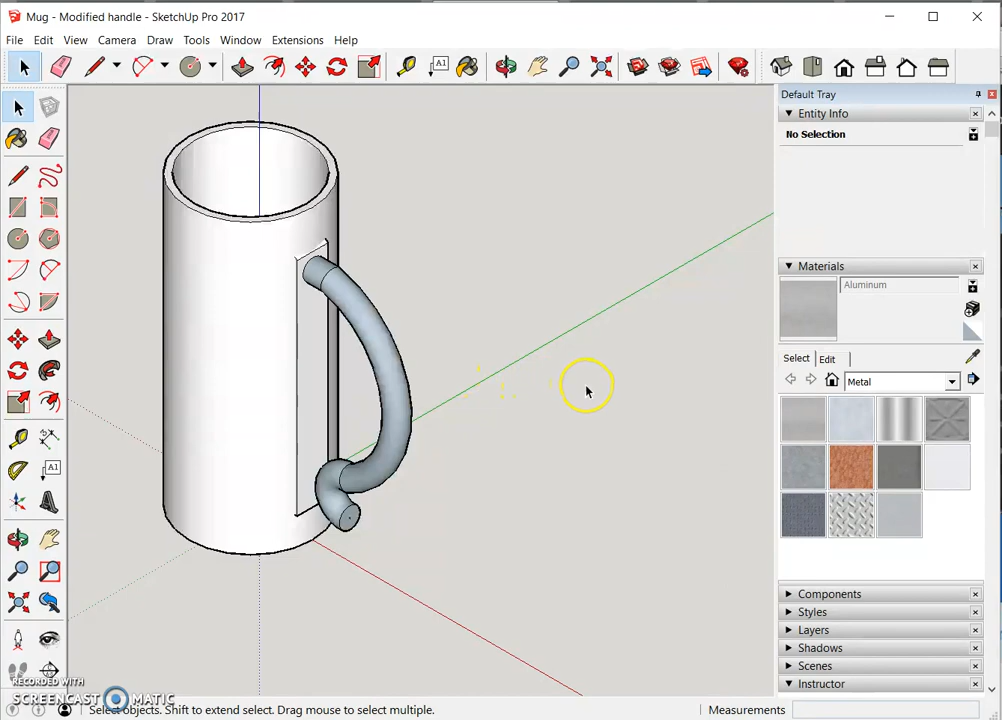 Mug - Modified handle - SketchUp Pro 2017
File Edit View Camera Draw Tools Window Extensions Help
A1
Default Tray
Entity Info
No Selection
Materials
Aluminum
Select Edit
Metal
A1
Components
Styles
Layers
Shadows
Scenes
Instructor
RECORDED WITH
SCREENCAST MATIC
Select objects. Shift to extend select. Drag mouse to select multiple.
Measurements